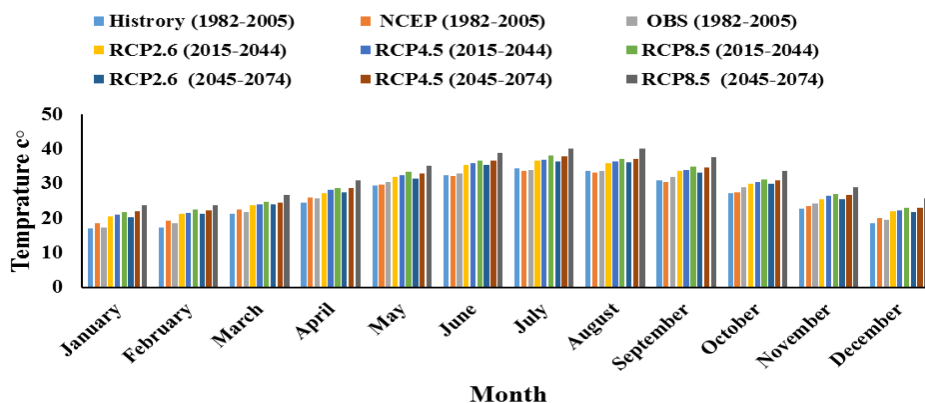 Histrory (1982-2005) NCEP (1982-2005) OBS (1982-2005)
RCP2.6 (2015-2044) RCP4.5 (2015-2044) RCP8.5 (2015-2044)
RCP2.6 (2045-2074) RCP4.5 (2045-2074) RCP8.5 (2045-2074)
Temprature c°
50
40
30
20
10
0
January
February
March
April
May
June
July
August
September
October
November
December
Month